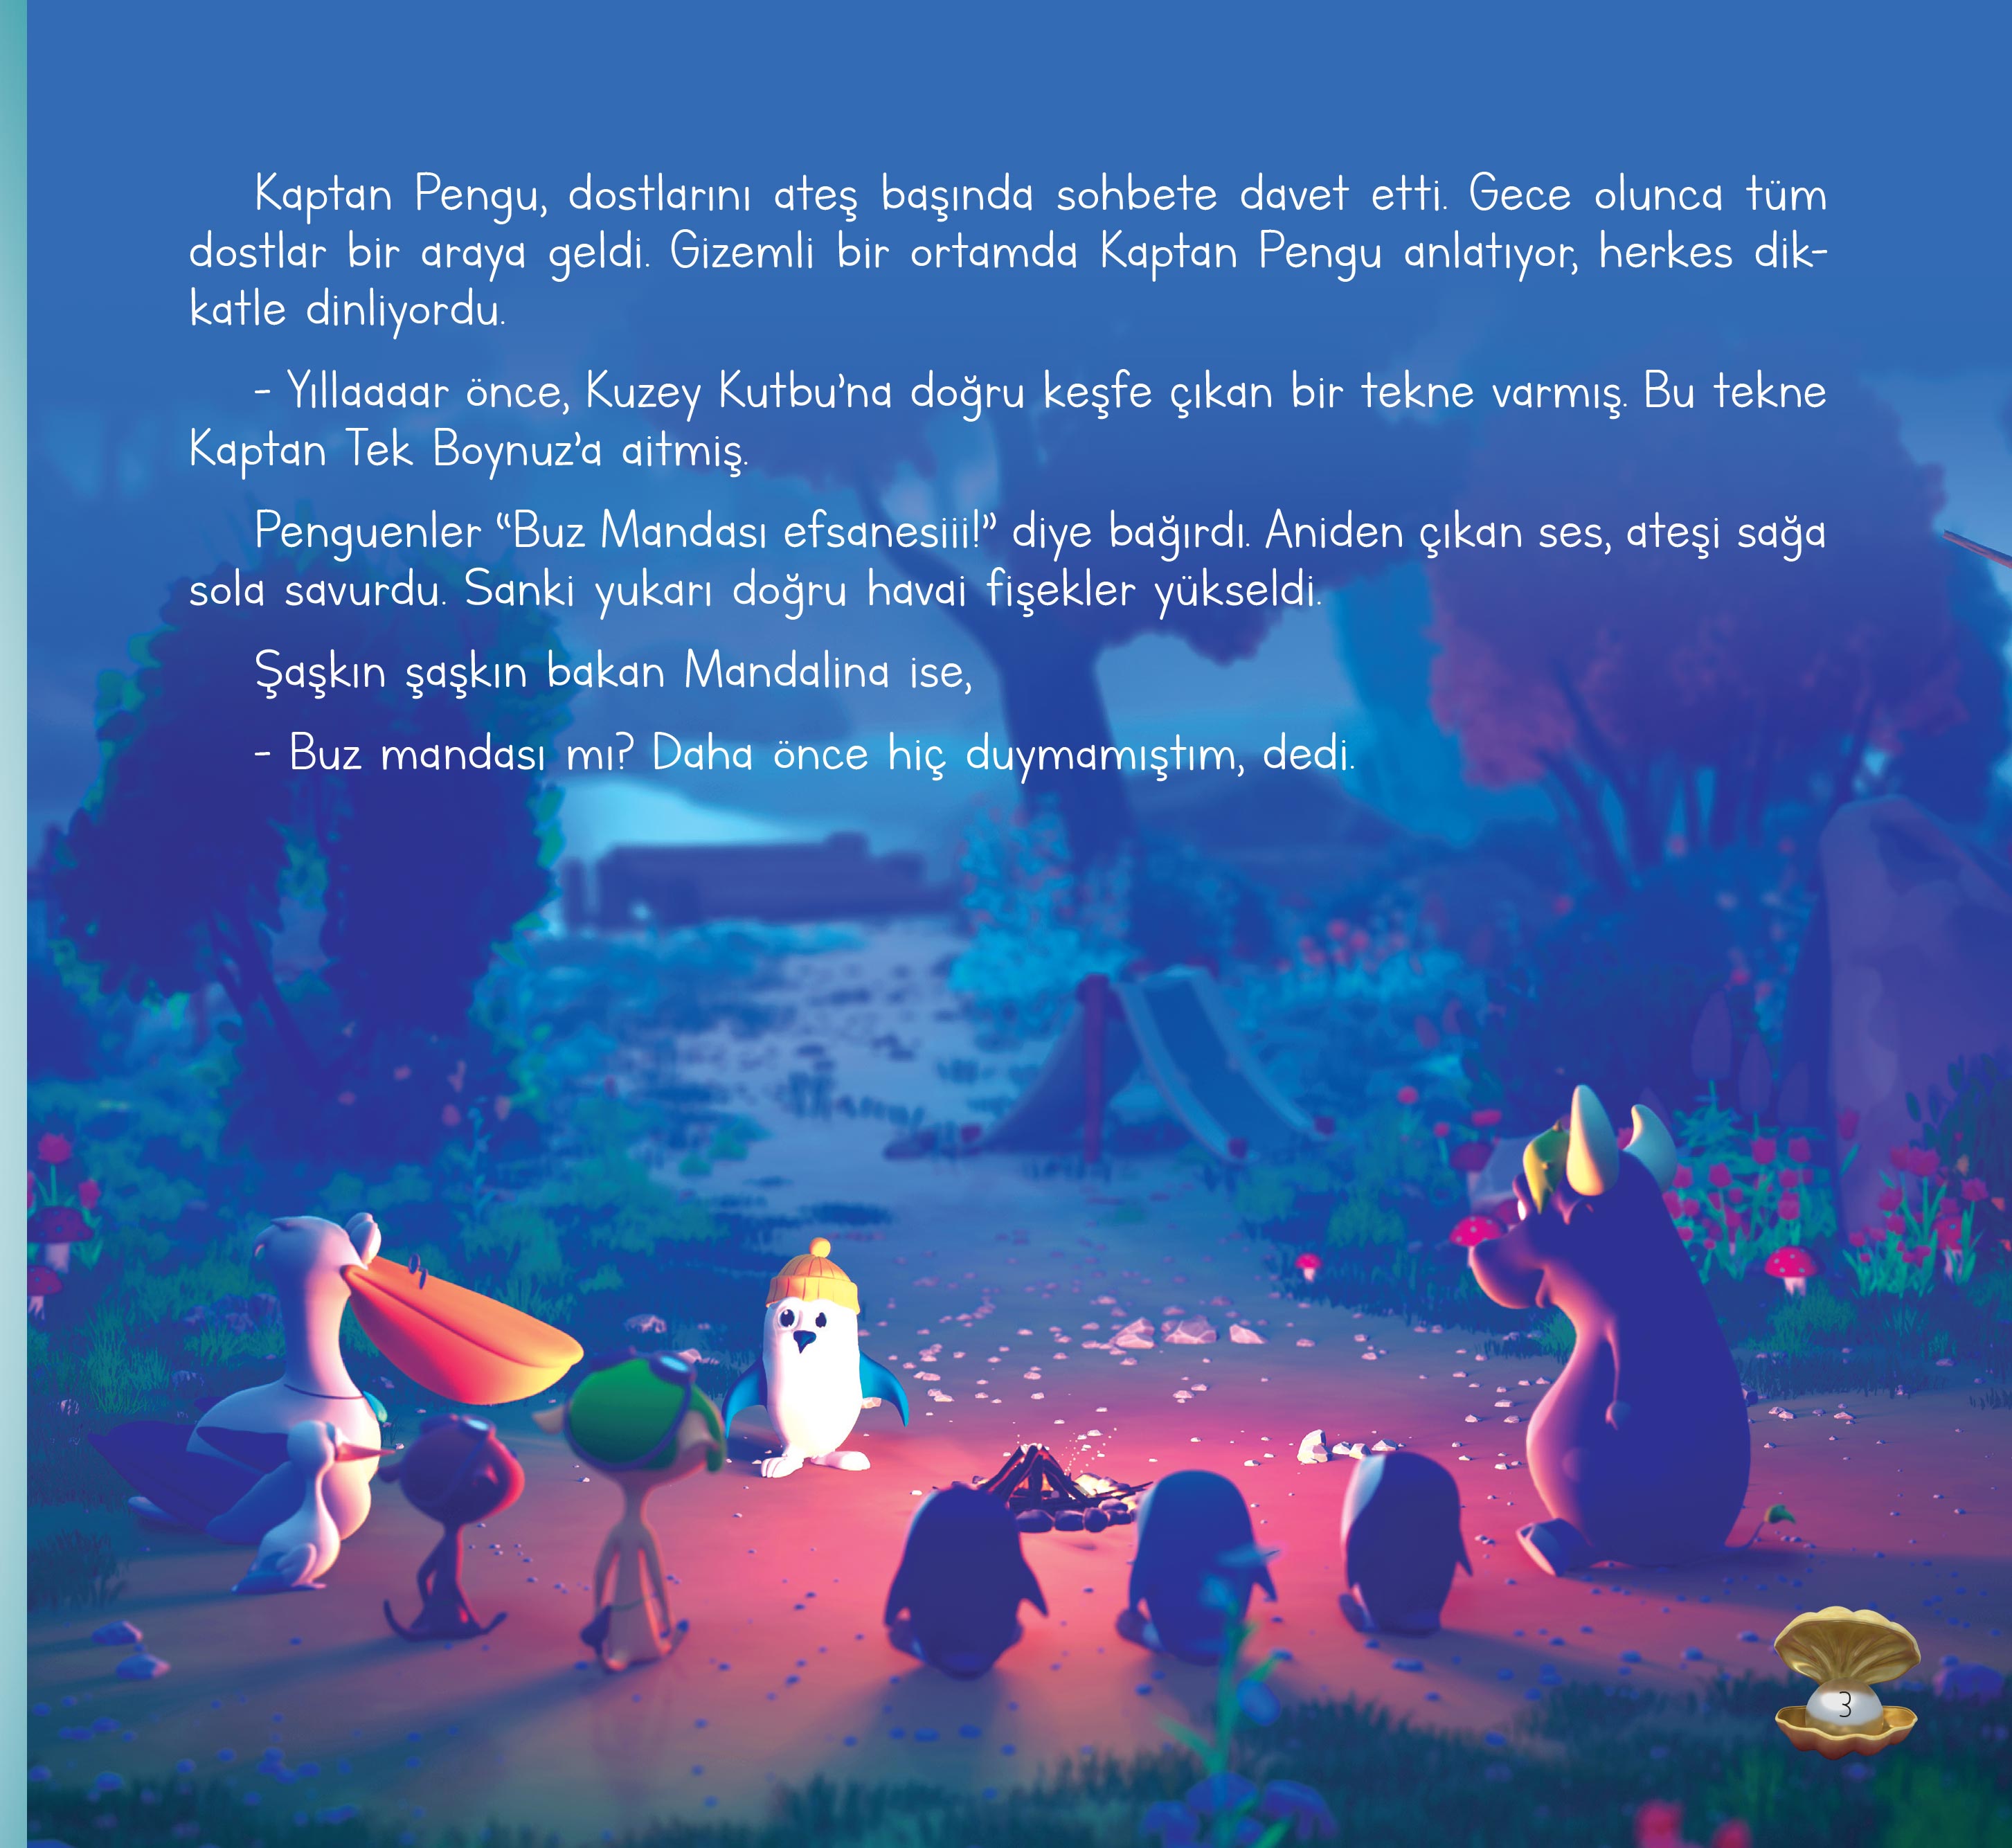 Kaptan Pengu, dostlarını ateş başında sohbete davet etti. Gece olunca tüm
dostlar bir araya geldi. Gizemli bir ortamda Kaptan Pengu anlatıyor, herkes dik-
katle dinliyordu.
- Yıllaaaar önce, Kuzey Kutbu’na doğru keşfe çıkan bir tekne varmış. Bu tekne
Kaptan Tek Boynuz’a aitmiş.
Penguenler “Buz Mandası efsanesiii!” diye bağırdı. Aniden çıkan ses, ateşi sağa
sola savurdu. Sanki yukarı doğru havai fişekler yükseldi.
Şaşkın şaşkın bakan Mandalina ise,
- Buz mandası mı? Daha önce hiç duymamıştım, dedi.
3